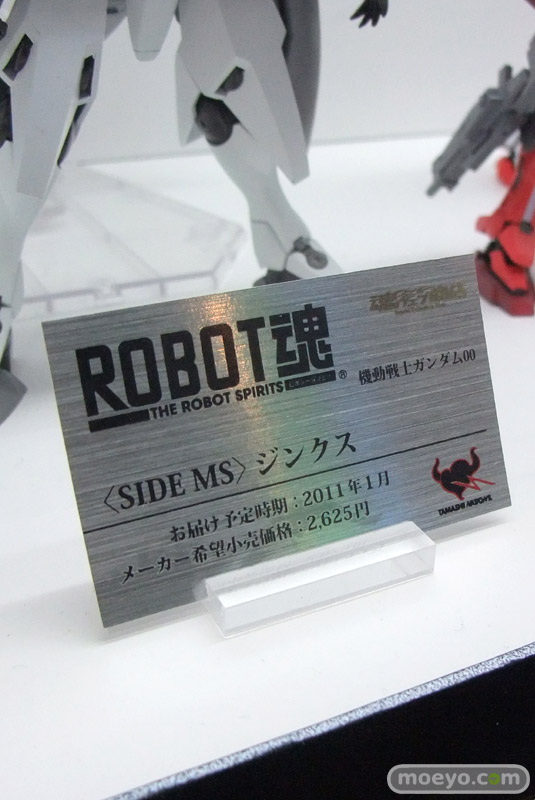 ROBOT魂
THE ROBOT SPIRITS
®
機動戦士ガンダム00
〈SIDE MS〉ジンクス
お届け予定時期：2011年1月
メーカー希望小売価格：2,625円
TAMASHII NATIONS
moeyo.com